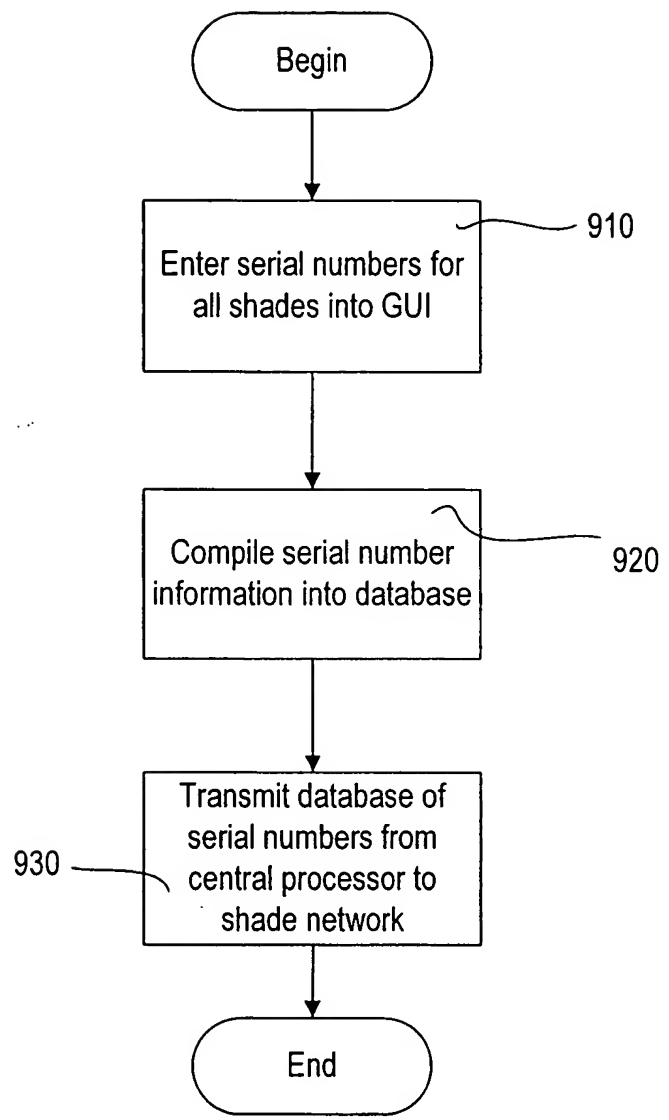 Begin
910
Enter serial numbers for
all shades into GUI
Compile serial number
information into database
920
Transmit database of
serial numbers from
central processor to
shade network
930
End